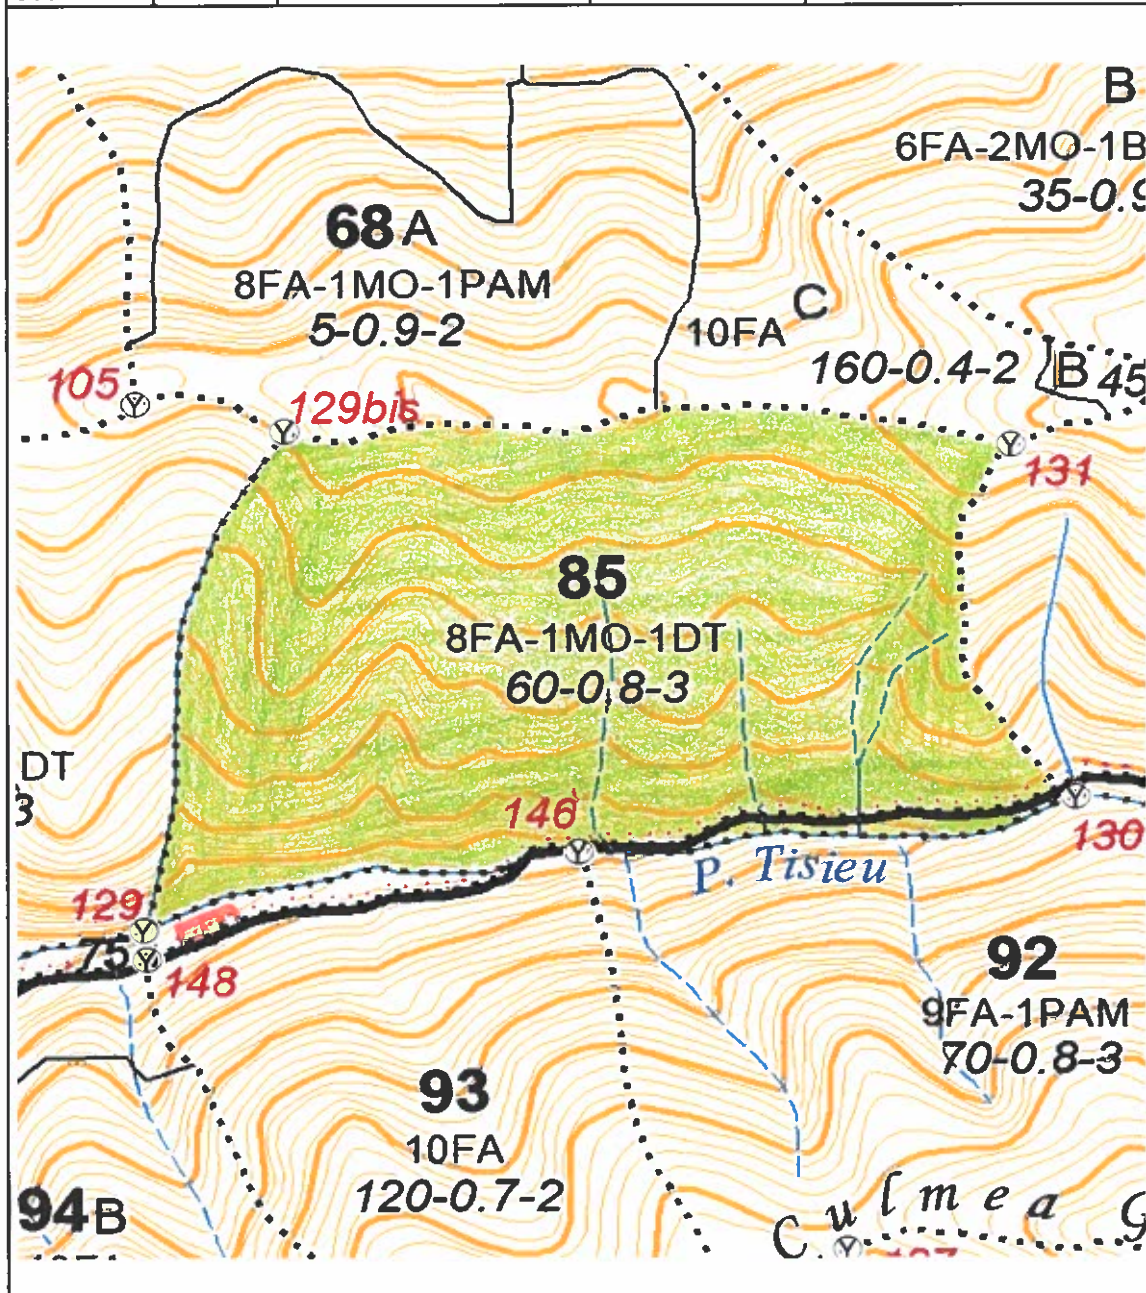 B
6FA-2MO-1B
35-0.9
68 A
8FA-1MO-1PAM
5-0.9-2
C
10FA
160-0.4-2
B 45
105
129bis
131
85
8FA-1MO-1DT
60-0.8-3
DT
3
146
130
P. Tisieu
129
75
148
92
9FA-1PAM
70-0.8-3
93
10FA
120-0.7-2
94B
C. u l m e a